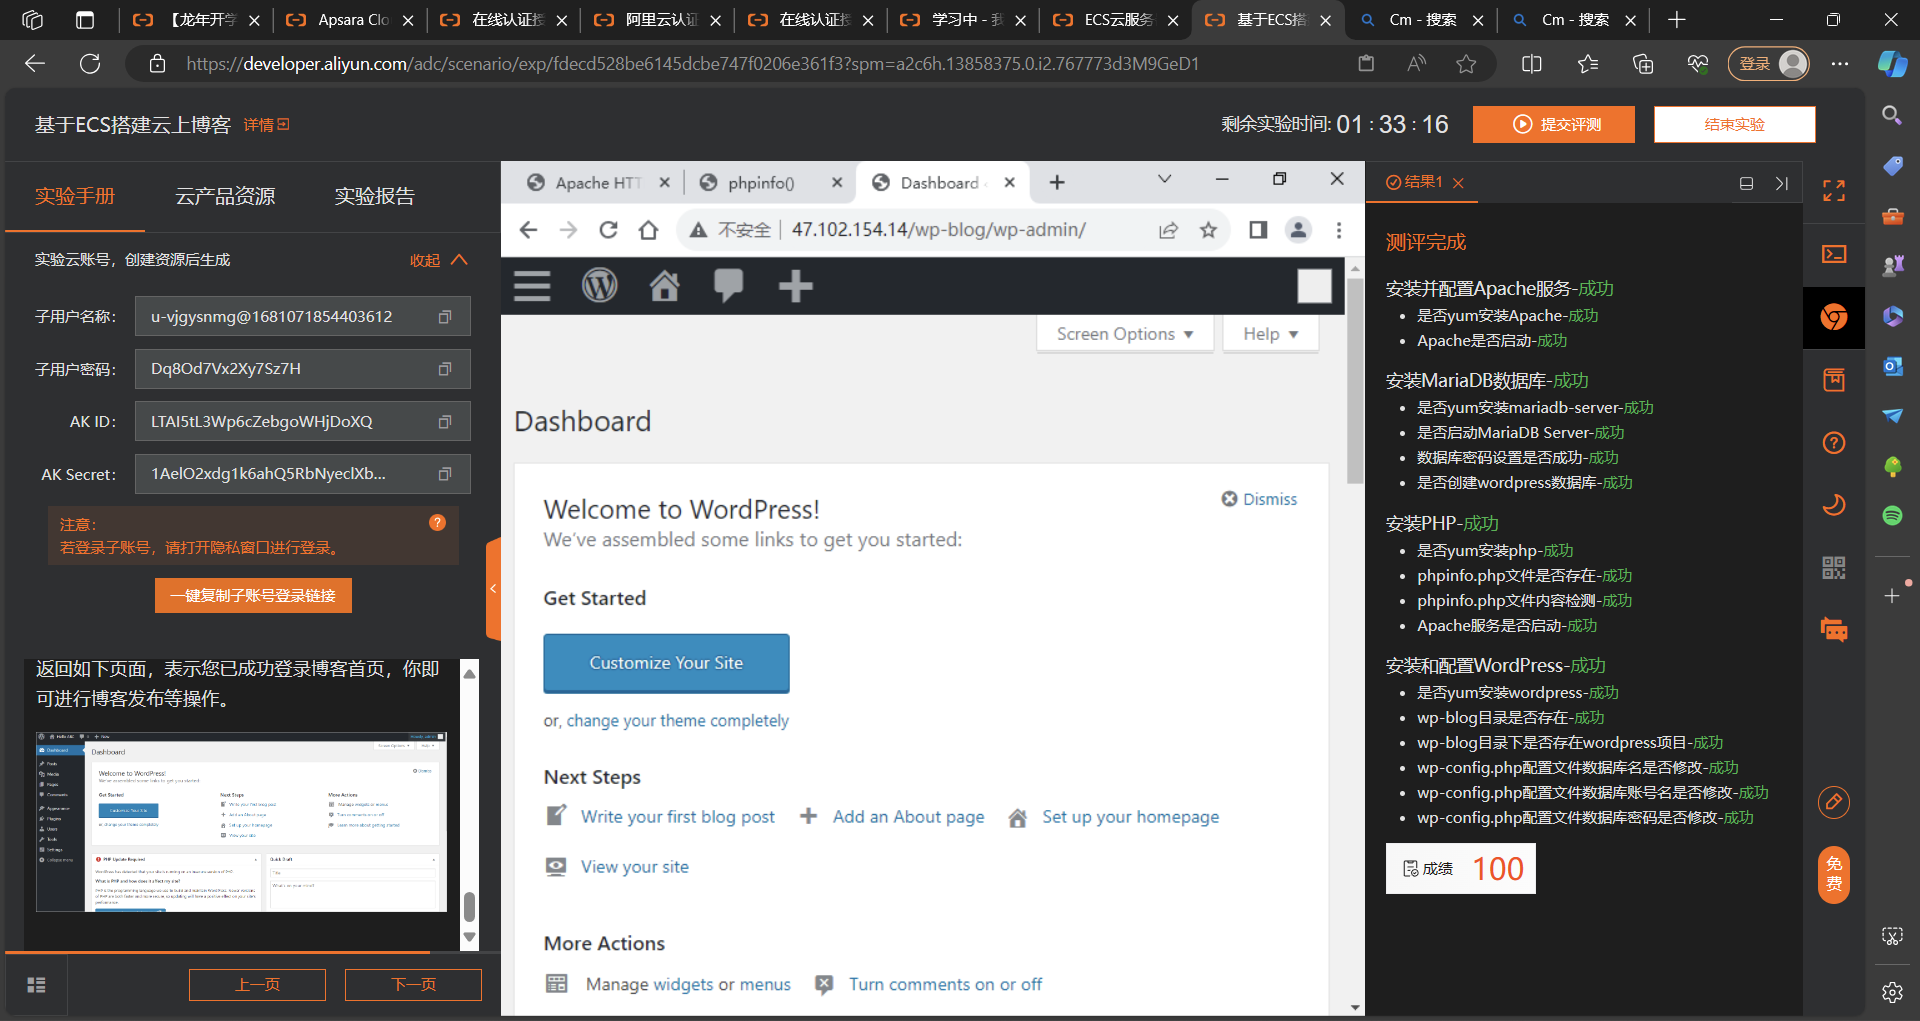 【龙年开学
Apsara Clo
在线认证授
阿里云认证
在线认证授
学习中 - 我
ECS云服务
基于ECS搭
Cm - 搜索
Cm - 搜索
https://developer.aliyun.com/adc/scenario/exp/fdecd528be6145dcbe747f0206e361f3?spm=a2c6h.13858375.0.i2.767773d3M9GeD1
登录
基于ECS搭建云上博客 详情
剩余实验时间: 01 : 33 : 16
提交评测
结束实验
实验手册
云产品资源
实验报告
实验云账号，创建资源后生成
收起
子用户名称： u-vjgysnmg@1681071854403612
子用户密码： Dq8Od7Vx2Xy7Sz7H
AK ID： LTAI5tL3Wp6cZebgoWHjDoXQ
AK Secret： 1AelO2xdg1k6ahQ5RbNyeclXb...
注意：
若登录子账号，请打开隐私窗口进行登录。
一键复制子账号登录链接
返回如下页面，表示您已成功登录博客首页，你即
可进行博客发布等操作。
Dashboard
Welcome to WordPress!
Get Started
Next Steps
More Actions
PHP Update Required
Quick Draft
上一页
下一页
Apache HTT
phpinfo()
Dashboard
不安全
47.102.154.14/wp-blog/wp-admin/
Screen Options ▼
Help ▼
Dashboard
Welcome to WordPress!
Dismiss
We've assembled some links to get you started:
Get Started
Customize Your Site
or, change your theme completely
Next Steps
Write your first blog post
Add an About page
Set up your homepage
View your site
More Actions
Manage widgets or menus
Turn comments on or off
结果1
测评完成
安装并配置Apache服务-成功
• 是否yum安装Apache-成功
• Apache是否启动-成功
安装MariaDB数据库-成功
• 是否yum安装mariadb-server-成功
• 是否启动MariaDB Server-成功
• 数据库密码设置是否成功-成功
• 是否创建wordpress数据库-成功
安装PHP-成功
• 是否yum安装php-成功
• phpinfo.php文件是否存在-成功
• phpinfo.php文件内容检测-成功
• Apache服务是否启动-成功
安装和配置WordPress-成功
• 是否yum安装wordpress-成功
• wp-blog目录是否存在-成功
• wp-blog目录下是否存在wordpress项目-成功
• wp-config.php配置文件数据库名是否修改-成功
• wp-config.php配置文件数据库账号名是否修改-成功
• wp-config.php配置文件数据库密码是否修改-成功
成绩 100
免
费